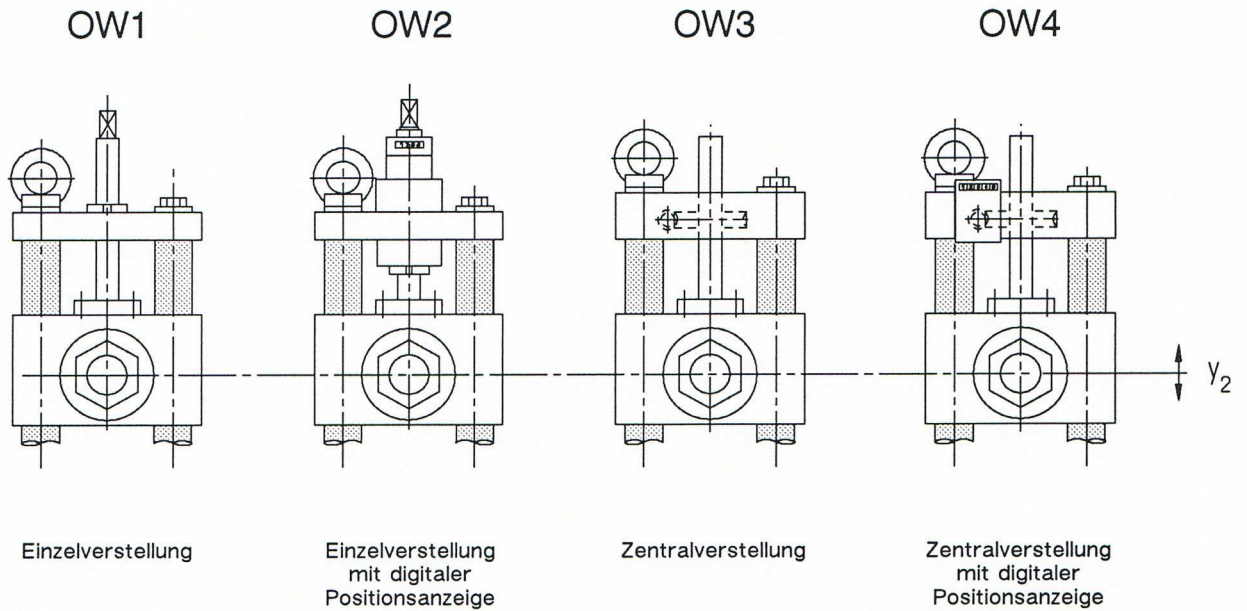 OW1
OW2
OW3
OW4
y2
Einzelverstellung
Einzelverstellung
mit digitaler
Positionsanzeige
Zentralverstellung
Zentralverstellung
mit digitaler
Positionsanzeige